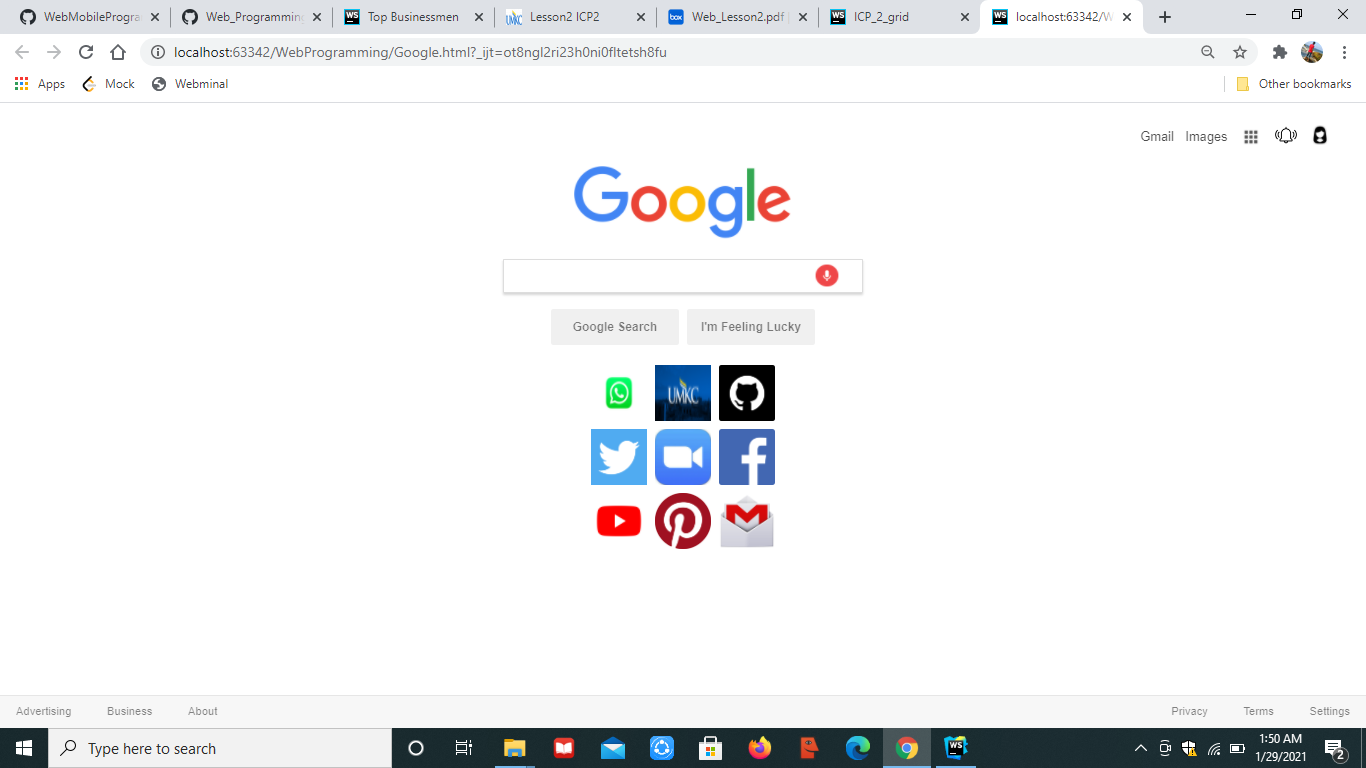 WebMobileProgra
Web_Programming
Top Businessmen
Lesson2 ICP2
box
Web_Lesson2.pdf |
WS
ICP_2_grid
WS
localhost:63342/W
localhost:63342/WebProgramming/Google.html?_ijt=ot8ngl2ri23h0ni0fltetsh8fu
Apps
Mock
Webminal
Other bookmarks
Gmail
Images
Google
Google Search
I'm Feeling Lucky
UMKC
Advertising
Business
About
Privacy
Terms
Settings
Type here to search
WS
1:50 AM
1/29/2021
2